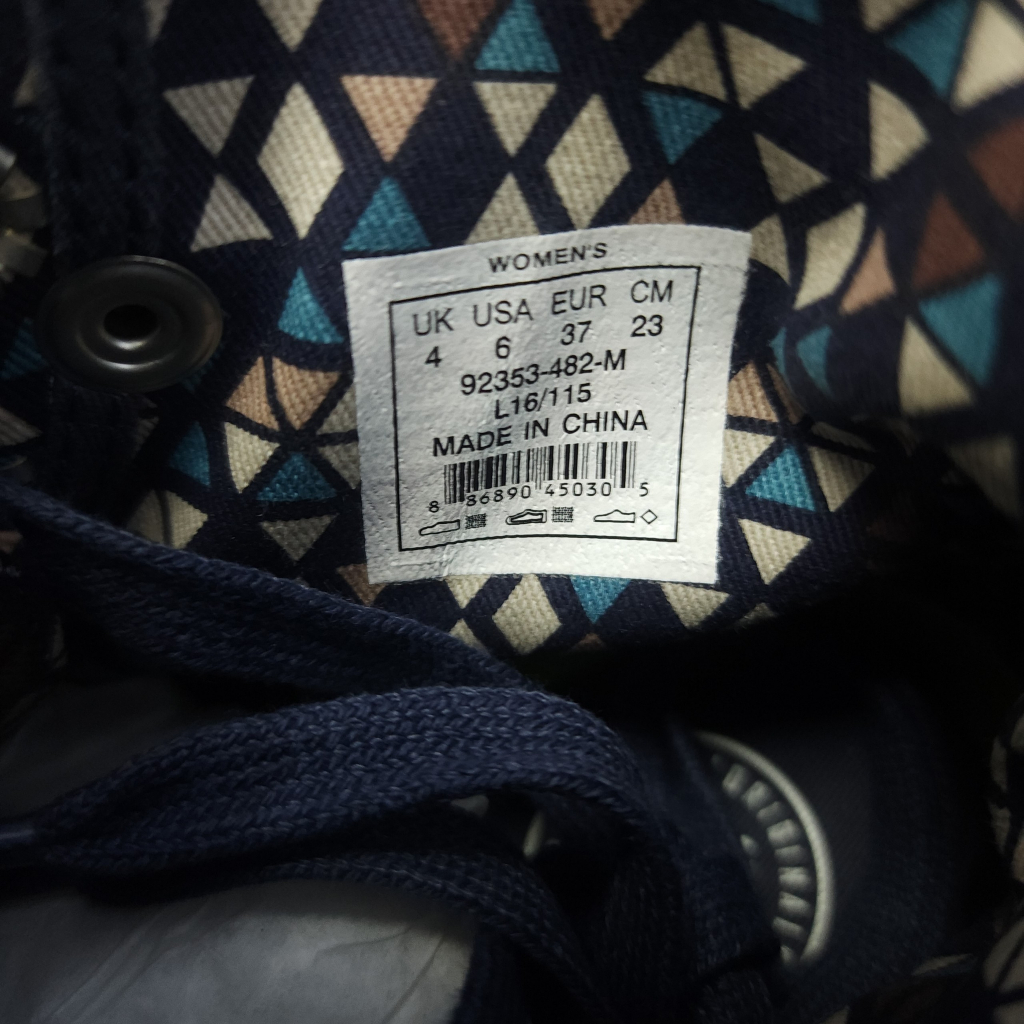 WOMEN'S
UK USA EUR CM
4 6 37 23
92353-482-M
L16/115
MADE IN CHINA
8 86890 45030 5